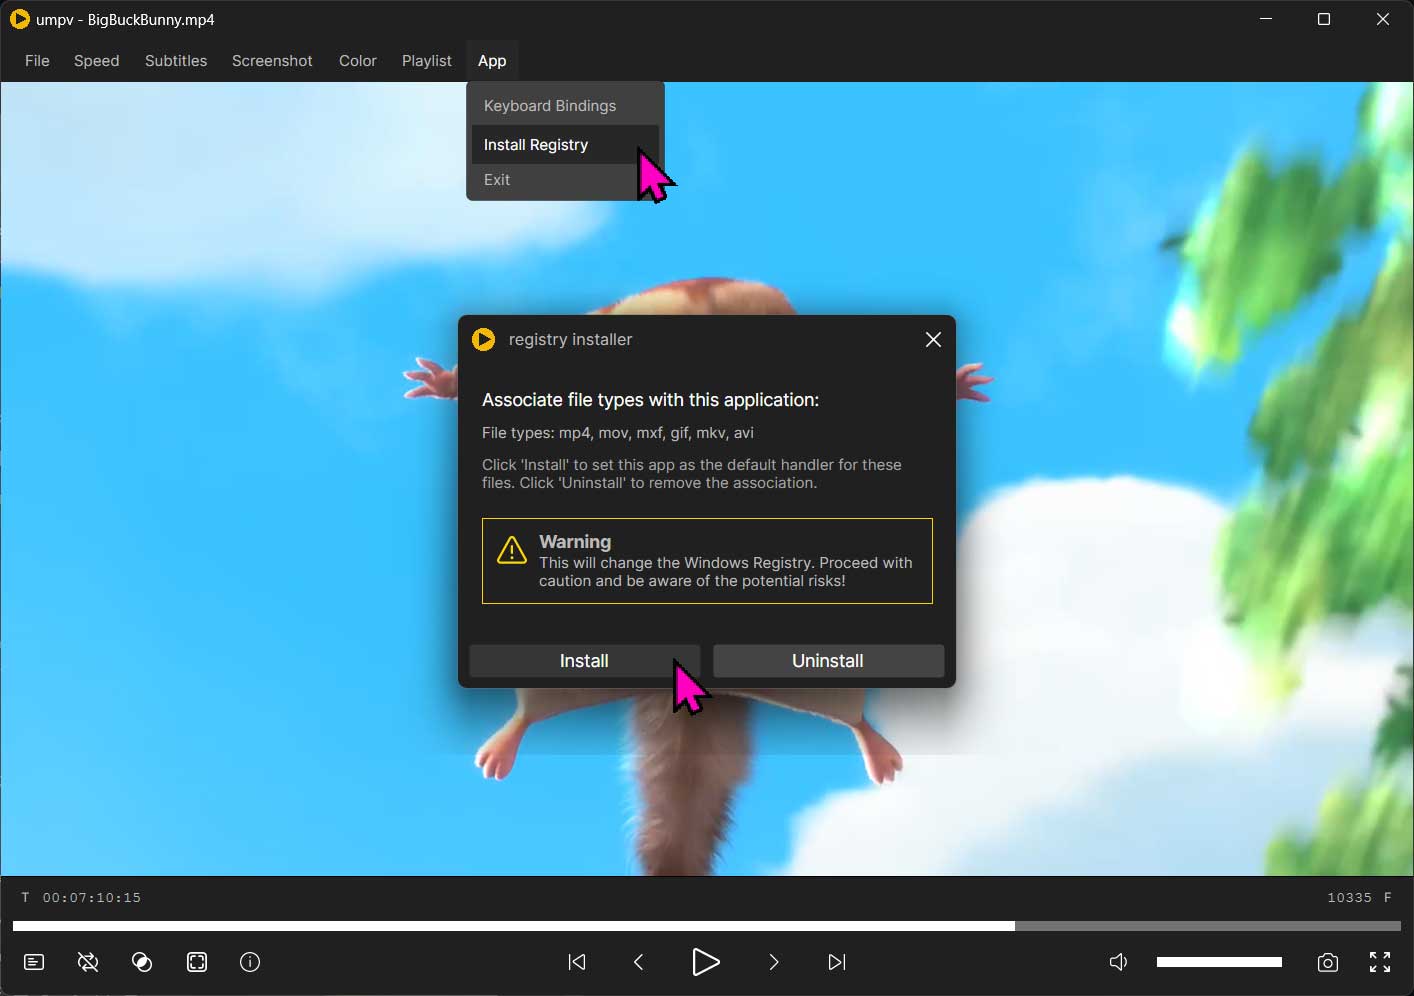 umpv - BigBuckBunny.mp4
File Speed Subtitles Screenshot Color Playlist App
Keyboard Bindings
Install Registry
Exit
registry installer
Associate file types with this application:
File types: mp4, mov, mxf, gif, mkv, avi
Click 'Install' to set this app as the default handler for these
files. Click 'Uninstall' to remove the association.
Warning
This will change the Windows Registry. Proceed with
caution and be aware of the potential risks!
Install Uninstall
T 00:07:10:15 10335 F